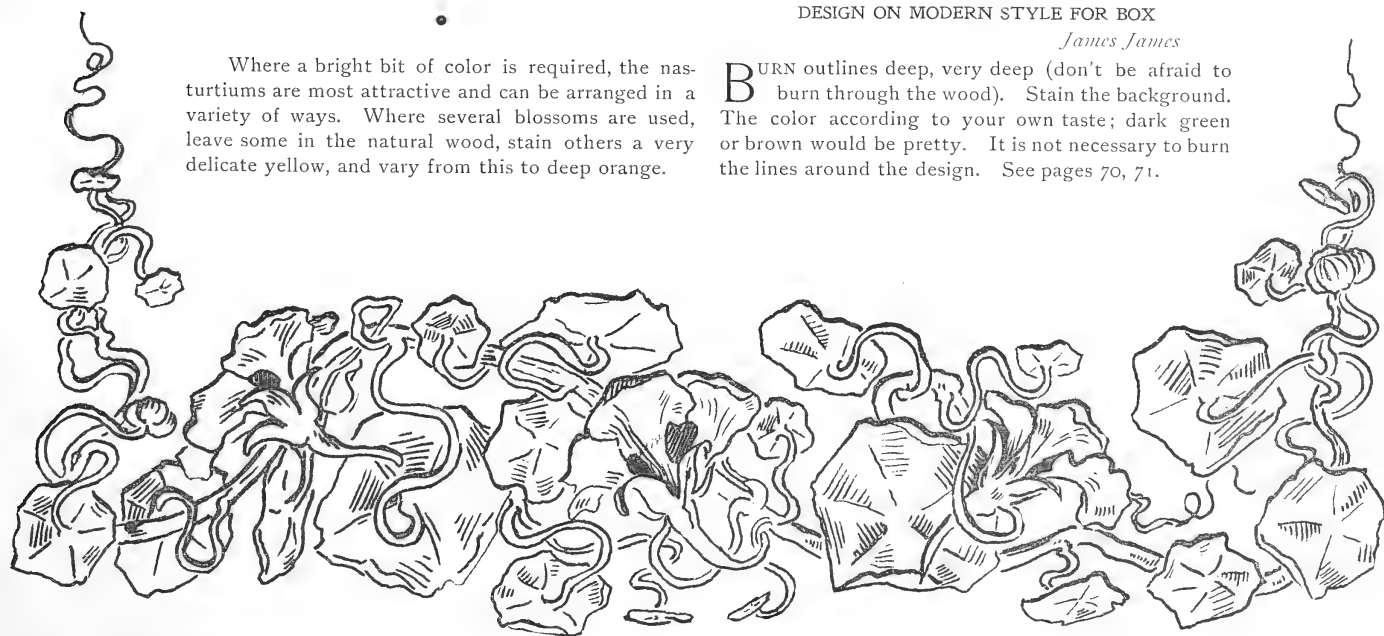 Where a bright bit of color is required, the nas-
turtiums are most attractive and can be arranged in a
variety of ways. Where several blossoms are used,
leave some in the natural wood, stain others a very
delicate yellow, and vary from this to deep orange.
DESIGN ON MODERN STYLE FOR BOX
James James
BURN outlines deep, very deep (don't be afraid to
burn through the wood). Stain the background.
The color according to your own taste; dark green
or brown would be pretty. It is not necessary to burn
the lines around the design. See pages 70, 71.